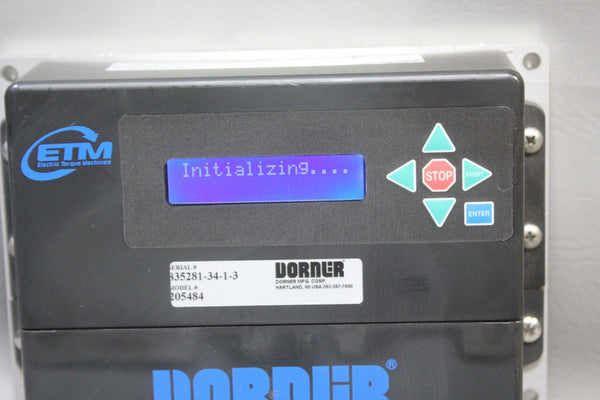 ETM
Electric Torque Machines
Initializing....
STOP
START
ENTER
SERIAL #
835281-34-1-3
MODEL #
205484
DORNER
DORNER MFG. CORP.
HARTLAND, WI USA 262-367-7600
DORNER®